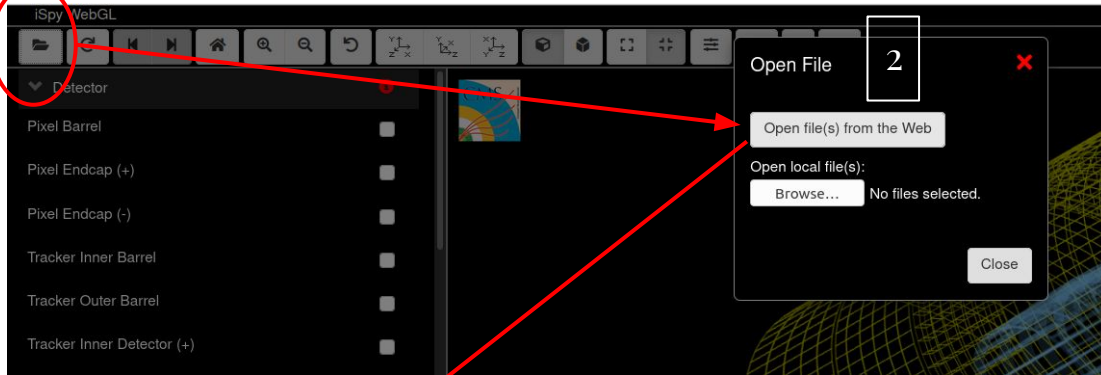 iSpy WebGL
Detector
Pixel Barrel
Pixel Endcap (+)
Pixel Endcap (-)
Tracker Inner Barrel
Tracker Outer Barrel
Tracker Inner Detector (+)
CMS
Open File
2
Open file(s) from the Web
Open local file(s):
Browse... No files selected.
Close